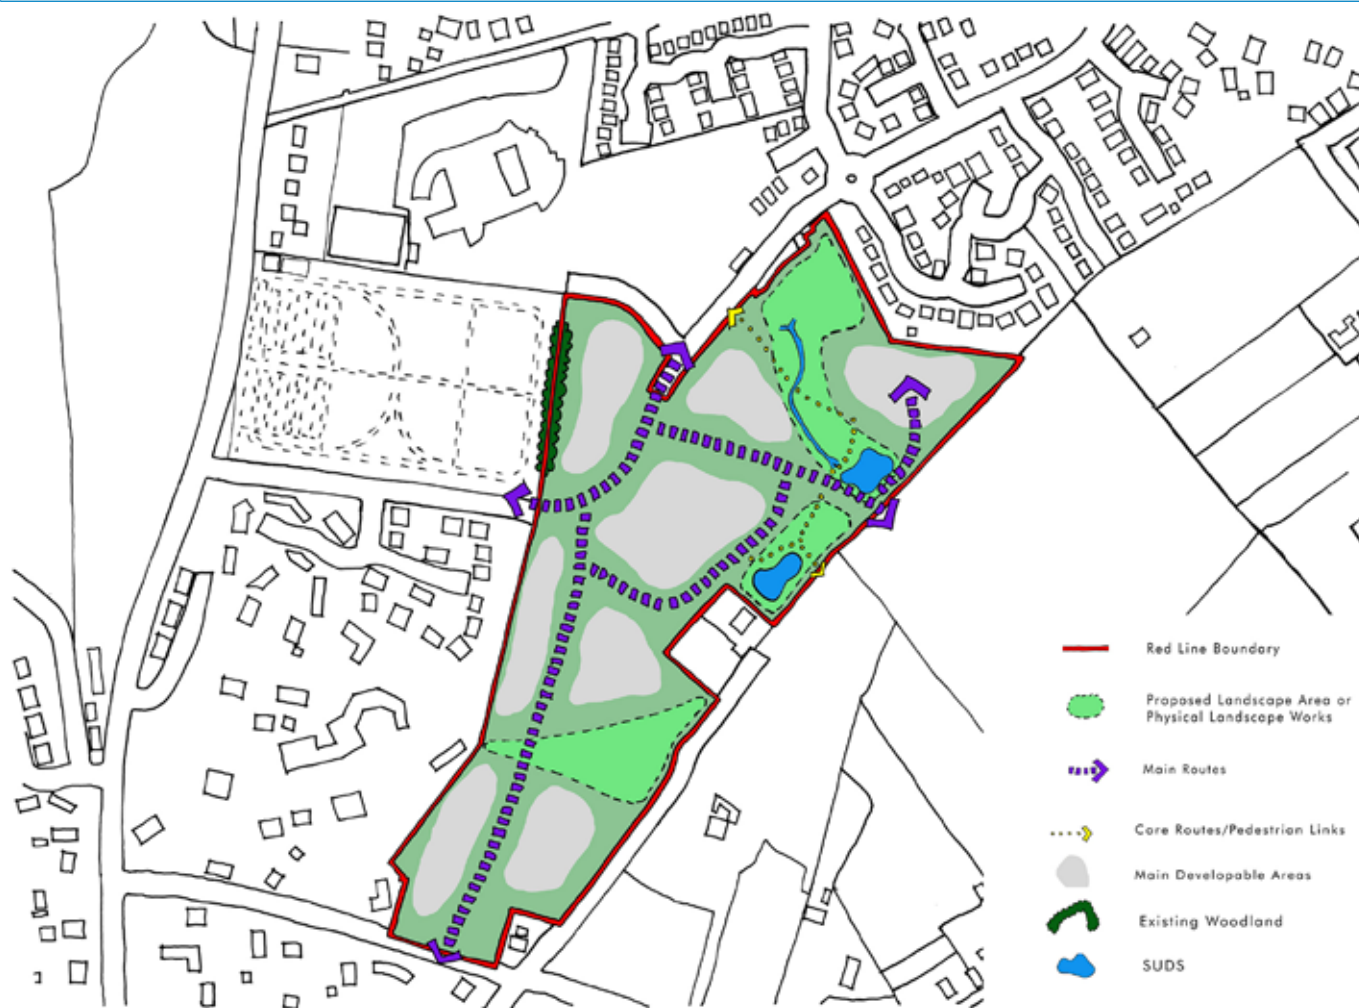 Red Line Boundary
Proposed Landscape Area or
Physical Landscape Works
Main Routes
Core Routes/Pedestrian Links
Main Developable Areas
Existing Woodland
SUDS